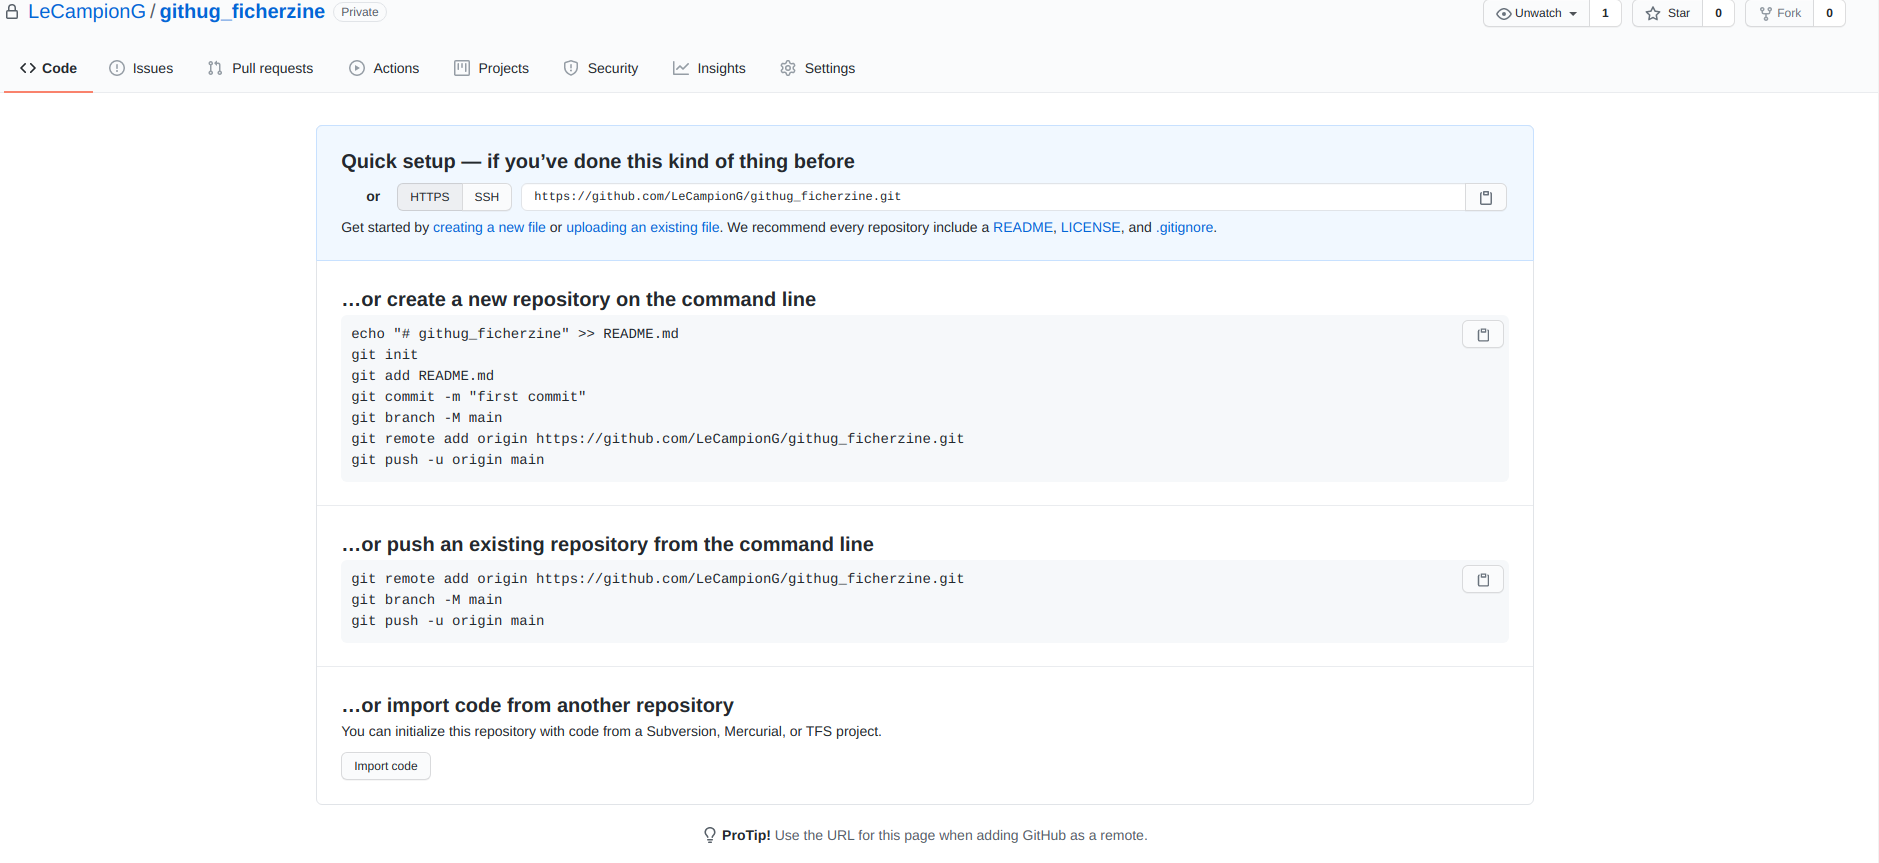 LeCampionG / githug_ficherzine Private
Unwatch 1 Star 0 Fork 0
Code Issues Pull requests Actions Projects Security Insights Settings
Quick setup — if you’ve done this kind of thing before
or HTTPS SSH https://github.com/LeCampionG/githug_ficherzine.git
Get started by creating a new file or uploading an existing file. We recommend every repository include a README, LICENSE, and .gitignore.
…or create a new repository on the command line
echo "# githug_ficherzine" >> README.md
git init
git add README.md
git commit -m "first commit"
git branch -M main
git remote add origin https://github.com/LeCampionG/githug_ficherzine.git
git push -u origin main
…or push an existing repository from the command line
git remote add origin https://github.com/LeCampionG/githug_ficherzine.git
git branch -M main
git push -u origin main
…or import code from another repository
You can initialize this repository with code from a Subversion, Mercurial, or TFS project.
Import code
ProTip! Use the URL for this page when adding GitHub as a remote.